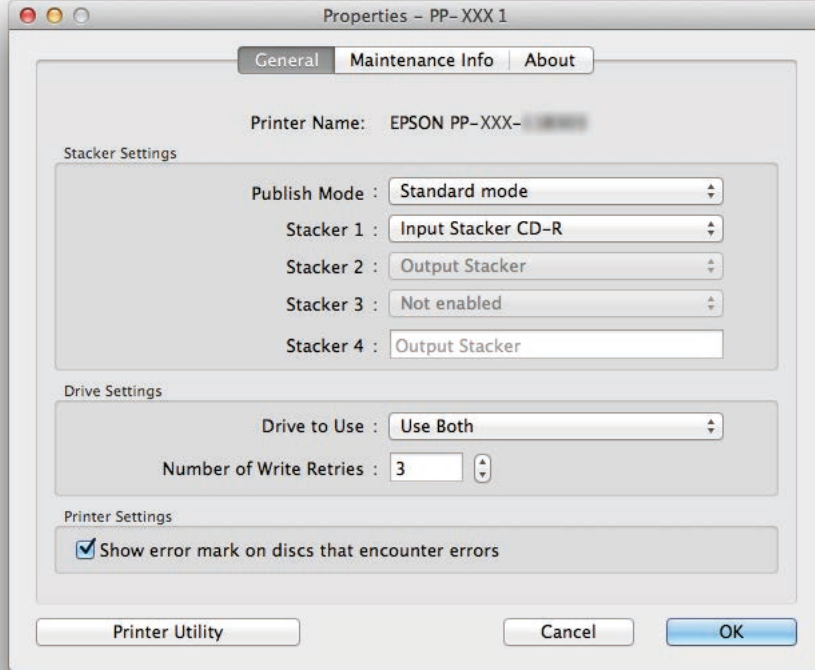 Properties – PP-XXX 1
General Maintenance Info About
Printer Name: EPSON PP-XXX-
Stacker Settings
Publish Mode : Standard mode
Stacker 1 : Input Stacker CD-R
Stacker 2 : Output Stacker
Stacker 3 : Not enabled
Stacker 4 : Output Stacker
Drive Settings
Drive to Use : Use Both
Number of Write Retries : 3
Printer Settings
Show error mark on discs that encounter errors
Printer Utility Cancel OK